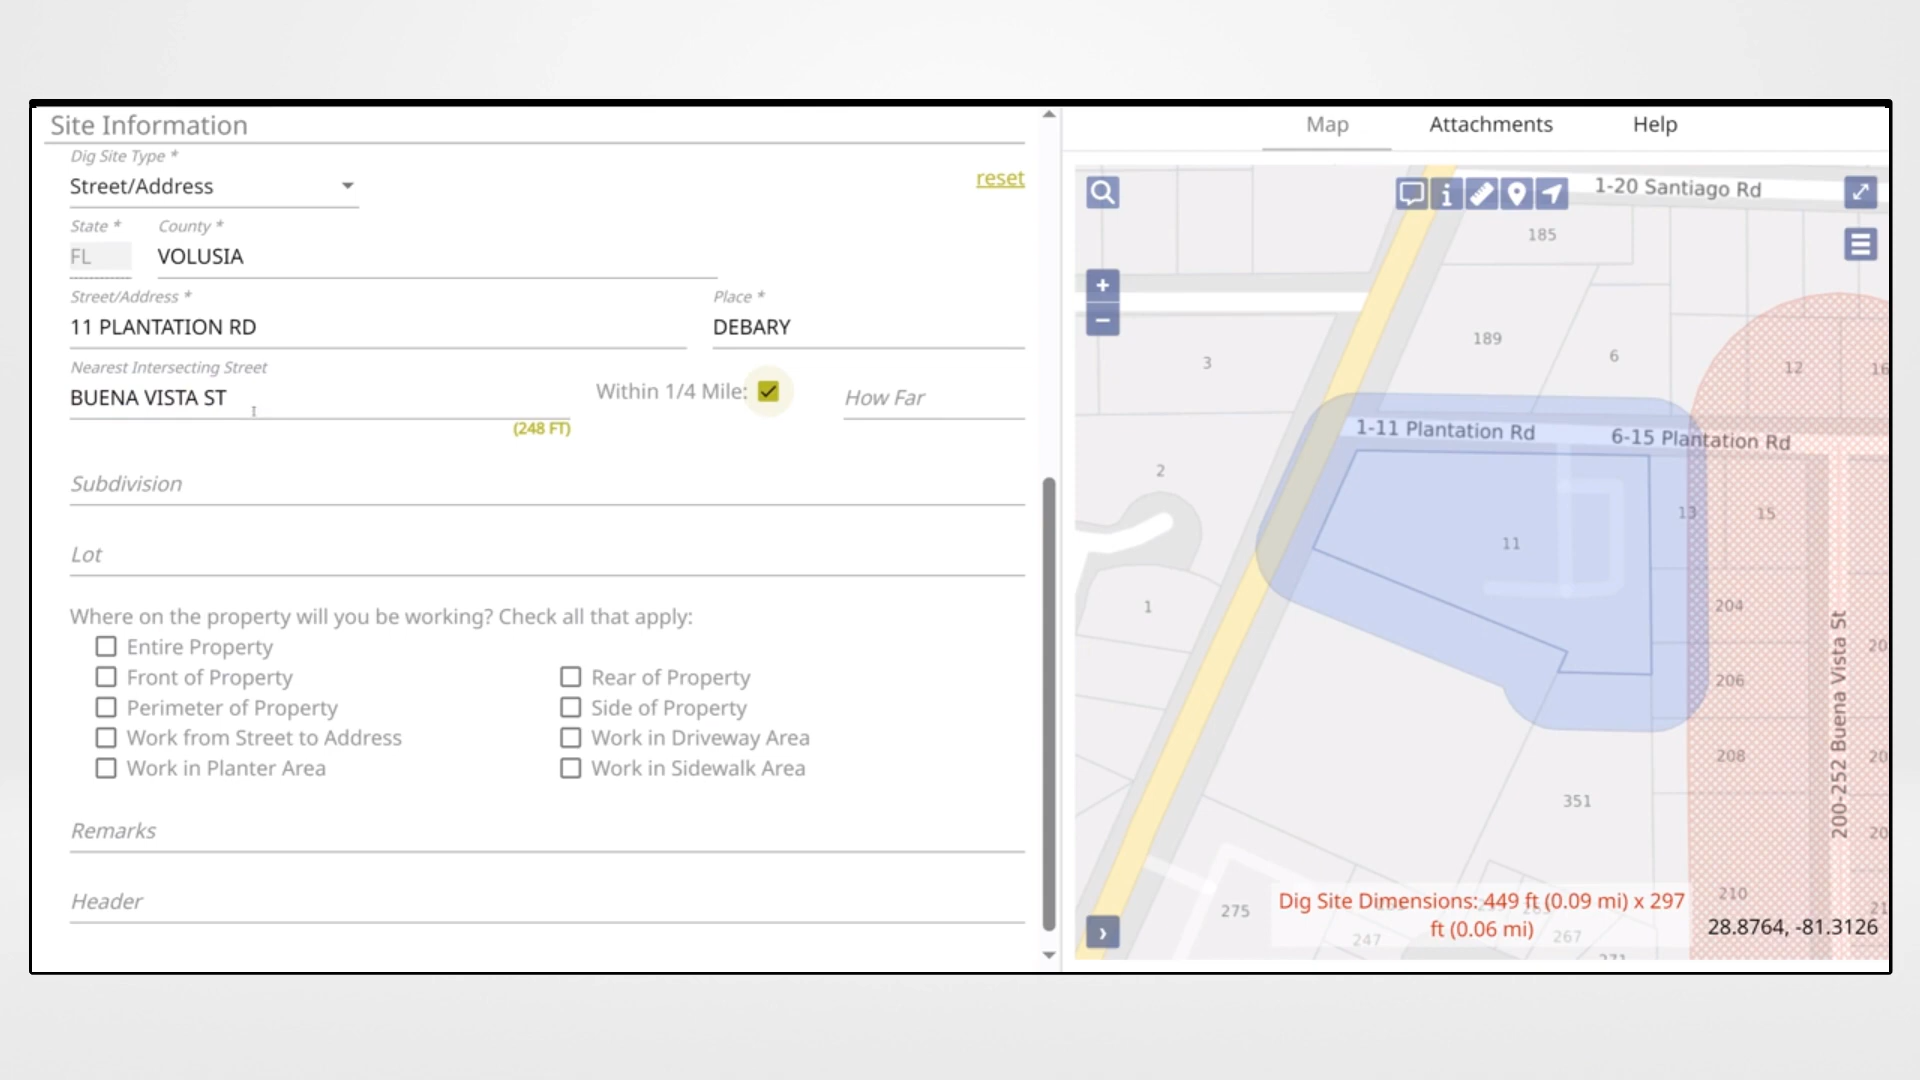 Site Information
Dig Site Type *
Street/Address
reset
State *
County *
FL
VOLUSIA
Street/Address *
Place *
11 PLANTATION RD
DEBARY
Nearest Intersecting Street
BUENA VISTA ST
Within 1/4 Mile:
How Far
(248 FT)
Subdivision
Lot
Where on the property will you be working? Check all that apply:
Entire Property
Front of Property
Rear of Property
Perimeter of Property
Side of Property
Work from Street to Address
Work in Driveway Area
Work in Planter Area
Work in Sidewalk Area
Remarks
Header
Map
Attachments
Help
1-20 Santiago Rd
185
189
3
6
12
16
1-11 Plantation Rd
6-15 Plantation Rd
2
13
15
11
1
204
206
20
208
200-252 Buena Vista St
351
20
210
21
275
Dig Site Dimensions: 449 ft (0.09 mi) x 297
ft (0.06 mi)
28.8764, -81.3126
247
267